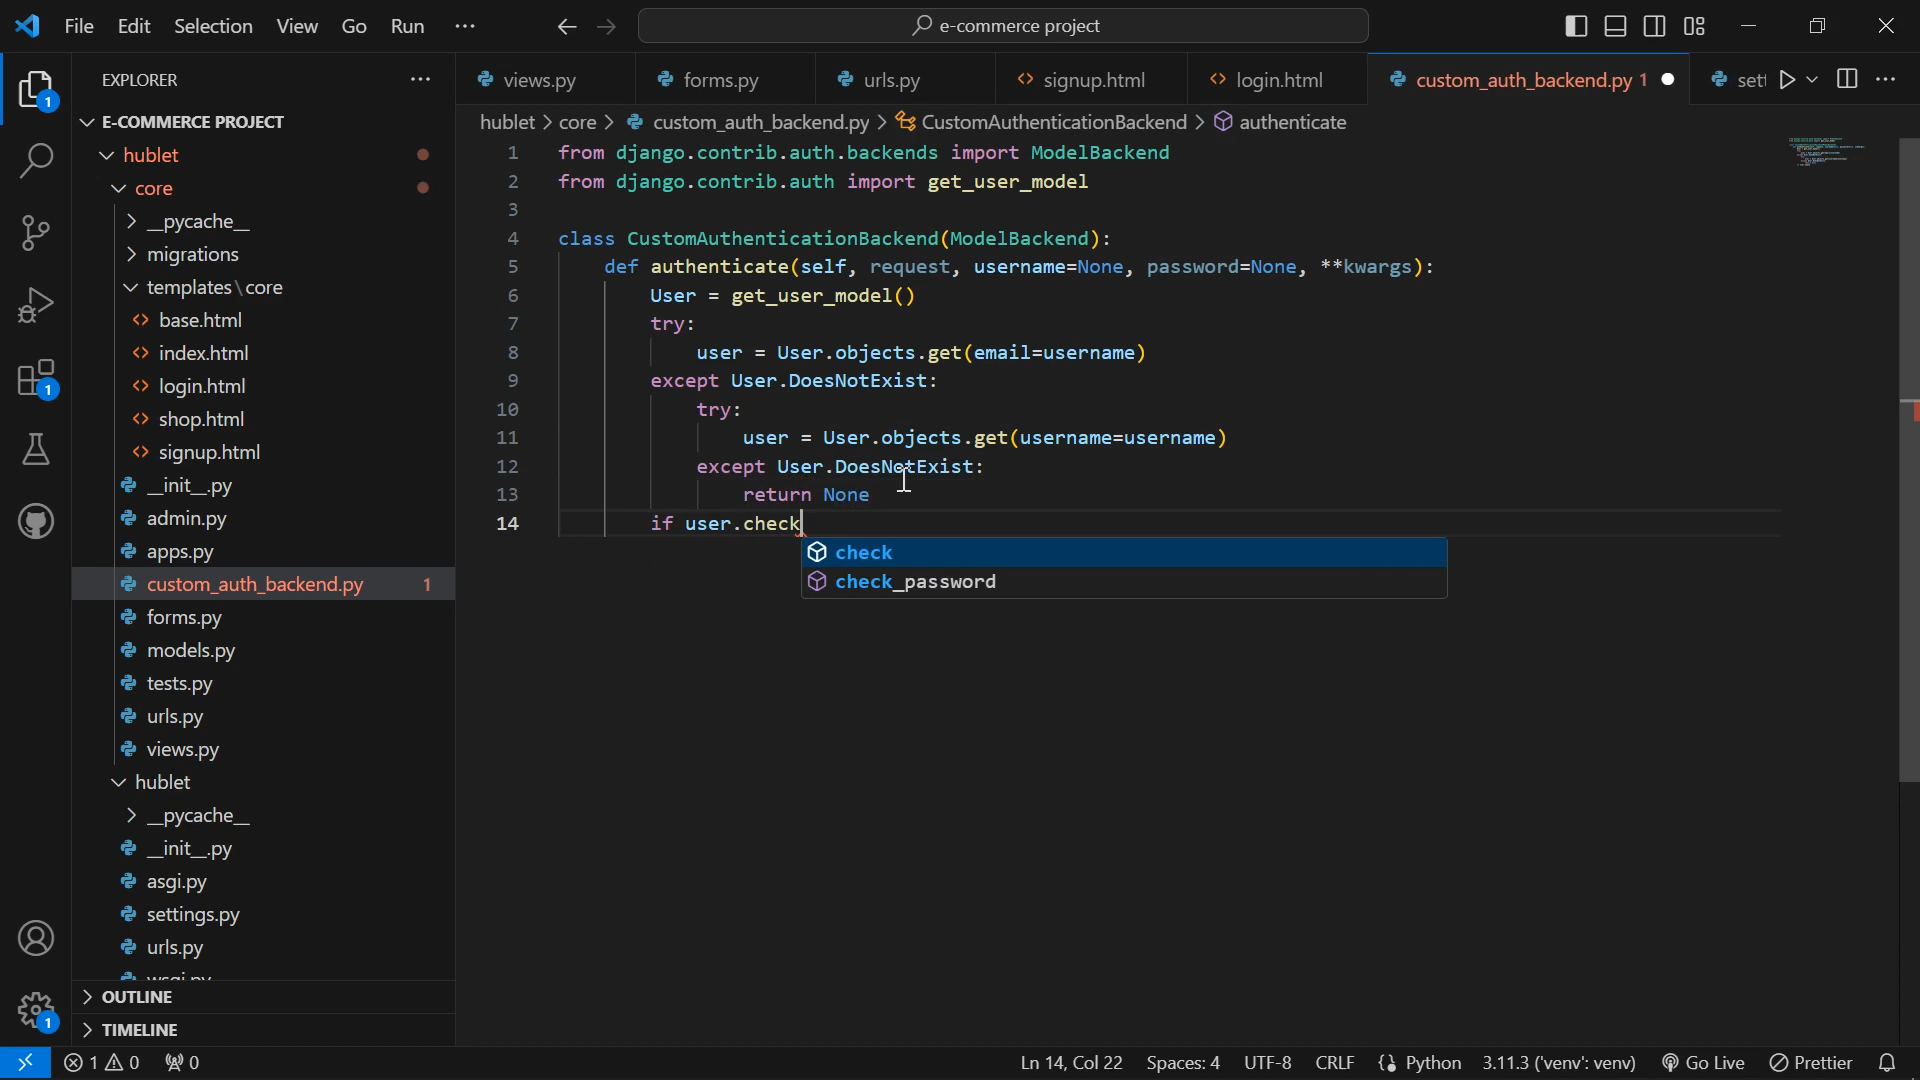 File Edit Selection View Go Run ··· e-commerce project
EXPLORER ···
views.py forms.py urls.py signup.html login.html custom_auth_backend.py 1 sett
E-COMMERCE PROJECT
hublet > core > custom_auth_backend.py > CustomAuthenticationBackend > authenticate
hublet
core
__pycache__
migrations
templates\core
base.html
index.html
login.html
shop.html
signup.html
__init__.py
admin.py
apps.py
custom_auth_backend.py 1
forms.py
models.py
tests.py
urls.py
views.py
hublet
__pycache__
__init__.py
asgi.py
settings.py
urls.py
wsgi.py
OUTLINE
TIMELINE
1
1
1
1 from django.contrib.auth.backends import ModelBackend
2 from django.contrib.auth import get_user_model
3
4 class CustomAuthenticationBackend(ModelBackend):
5 def authenticate(self, request, username=None, password=None, **kwargs):
6 User = get_user_model()
7 try:
8 user = User.objects.get(email=username)
9 except User.DoesNotExist:
10 try:
11 user = User.objects.get(username=username)
12 except User.DoesNotExist:
13 return None
14 if user.check
check
check_password
1 0 0 Ln 14, Col 22 Spaces: 4 UTF-8 CRLF Python 3.11.3 ('venv': venv) Go Live Prettier